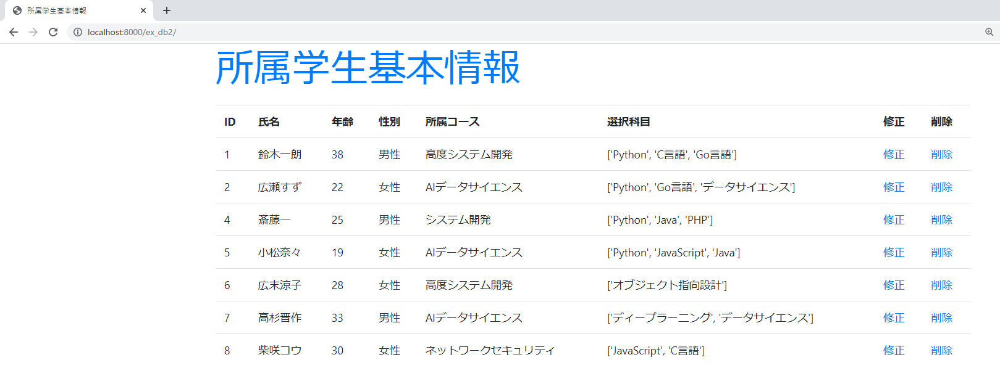 所属学生基本情報
localhost:8000/ex_db2/
所属学生基本情報
ID 氏名 年齢 性別 所属コース 選択科目 修正 削除
1 鈴木一朗 38 男性 高度システム開発 ['Python', 'C言語', 'Go言語'] 修正 削除
2 広瀬すず 22 女性 AIデータサイエンス ['Python', 'Go言語', 'データサイエンス'] 修正 削除
4 斎藤一 25 男性 システム開発 ['Python', 'Java', 'PHP'] 修正 削除
5 小松奈々 19 女性 AIデータサイエンス ['Python', 'JavaScript', 'Java'] 修正 削除
6 広末涼子 28 女性 高度システム開発 ['オブジェクト指向設計'] 修正 削除
7 高杉晋作 33 男性 AIデータサイエンス ['ディープラーニング', 'データサイエンス'] 修正 削除
8 柴咲コウ 30 女性 ネットワークセキュリティ ['JavaScript', 'C言語'] 修正 削除